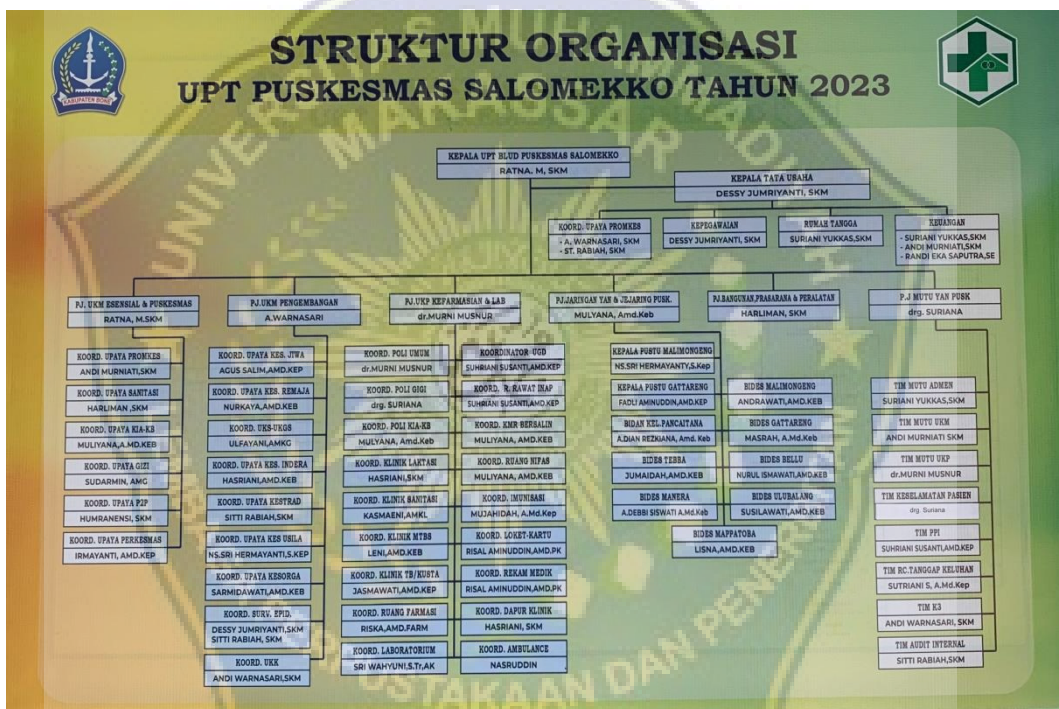 STRUKTUR ORGANISASI
UPT PUSKESMAS SALOMEKKO TAHUN 2023
KABUPATEN BONE
KEPALA UPT BLUD PUSKESMAS SALOMEKKO
RATNA. M, SKM
KEPALA TATA USAHA
DESSY JUMRIYANTI, SKM
KOORD. UPAYA PROMKES
- A. WARNASARI, SKM
- ST. RABIAH, SKM
KEPEGAWAIAN
DESSY JUMRIYANTI, SKM
RUMAH TANGGA
SURIANI YUKKAS,SKM
KEUANGAN
- SURIANI YUKKAS,SKM
- ANDI MURNIATI,SKM
- RANDI EKA SAPUTRA,SE
PJ. UKM ESENSIAL & PUSKESMAS
RATNA, M.SKM
KOORD. UPAYA PROMKES
ANDI MURNIATI,SKM
KOORD. UPAYA SANITASI
HARLIMAN ,SKM
KOORD. UPAYA KIA-KB
MULIYANA,A.MD.KEB
KOORD. UPAYA GIZI
SUDARMIN, AMG
KOORD. UPAYA P2P
HUMRANENSI, SKM
KOORD. UPAYA PERKESMAS
IRMAYANTI, AMD.KEP
PJ.UKM PENGEMBANGAN
A.WARNASARI
KOORD. UPAYA KES. JIWA
AGUS SALIM,AMD.KEP
KOORD. UPAYA KES. REMAJA
NURKAYA,AMD.KEB
KOORD. UKS-UKGS
ULFAYANI,AMKG
KOORD. UPAYA KES. INDERA
HASRIANI,AMD.KEB
KOORD. UPAYA KESTRAD
SITTI RABIAH,SKM
KOORD. UPAYA KES USILA
NS.SRI HERMAYANTI,S.KEP
KOORD. UPAYA KESORGA
SARMIDAWATI,AMD.KEB
KOORD. SURV. EPID.
DESSY JUMRIYANTI,SKM
SITTI RABIAH, SKM
KOORD. UKK
ANDI WARNASARI,SKM
PJ.UKP KEFARMASIAN & LAB
dr.MURNI MUSNUR
KOORD. POLI UMUM
dr.MURNI MUSNUR
KOORD. POLI GIGI
drg. SURIANA
KOORD. POLI KIA-KB
MULYANA, Amd.Keb
KOORD. KLINIK LAKTASI
HASRIANI,SKM
KOORD. KLINIK SANITASI
KASMAENI,AMKL
KOORD. KLINIK MTBS
LENI,AMD.KEB
KOORD. KLINIK TB/KUSTA
JASMAWATI,AMD.KEP
KOORD. RUANG FARMASI
RISKA,AMD.FARM
KOORD. LABORATORIUM
SRI WAHYUNI,S.Tr,AK
KOORDINATOR UGD
SUHRIANI SUSANTI,AMD.KEP
KOORD. R. RAWAT INAP
SUHRIANI SUSANTI,AMD.KEP
KOORD. KMR BERSALIN
MULIYANA, AMD.KEB
KOORD. RUANG NIFAS
MULIYANA, AMD.KEB
KOORD. IMUNISASI
MUJAHIDAH, A.Md.Kep
KOORD. LOKET-KARTU
RISAL AMINUDDIN,AMD.PK
KOORD. REKAM MEDIK
RISAL AMINUDDIN,AMD.PK
KOORD. DAPUR KLINIK
HASRIANI, SKM
KOORD. AMBULANCE
NASRUDDIN
PJ.JARINGAN YAN & JEJARING PUSK.
MULYANA, Amd.Keb
KEPALA PUSTU MALIMONGENG
NS.SRI HERMAYANTY,S.Kep
KEPALA PUSTU GATTARENG
FADLI AMINUDDIN,AMD.KEP
BIDAN KEL.PANCAITANA
A.DIAN REZKIANA, Amd. Keb
BIDES TEBBA
JUMAIDAH,AMD.KEB
BIDES MANERA
A.DEBBI SISWATI A.Md.Keb
BIDES MALIMONGENG
ANDRAWATI,AMD.KEB
BIDES GATTARENG
MASRAH, A.Md.Keb
BIDES BELLU
NURUL ISMAWATI,AMD.KEB
BIDES ULUBALANG
SUSILAWATI,AMD.KEB
BIDES MAPPATOBA
LISNA,AMD.KEB
PJ.BANGUNAN,PRASARANA & PERALATAN
HARLIMAN, SKM
P.J MUTU YAN PUSK
drg. SURIANA
TIM MUTU ADMEN
SURIANI YUKKAS,SKM
TIM MUTU UKM
ANDI MURNIATI SKM
TIM MUTU UKP
dr.MURNI MUSNUR
TIM KESELAMATAN PASIEN
drg. Suriana
TIM PPI
SUHRIANI SUSANTI,AMD.KEP
TIM RC.TANGGAP KELUHAN
SUTRIANI S, A.Md.Kep
TIM K3
ANDI WARNASARI, SKM
TIM AUDIT INTERNAL
SITTI RABIAH,SKM